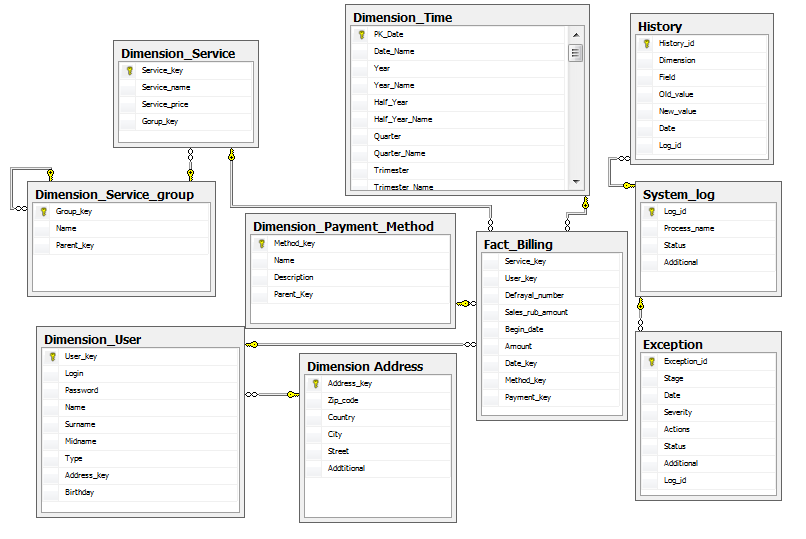 Dimension_Service
Service_key
Service_name
Service_price
Gorup_key
Dimension_Time
PK_Date
Date_Name
Year
Year_Name
Half_Year
Half_Year_Name
Quarter
Quarter_Name
Trimester
Trimester_Name
History
History_id
Dimension
Field
Old_value
New_value
Date
Log_id
Dimension_Service_group
Group_key
Name
Parent_key
Dimension_Payment_Method
Method_key
Name
Description
Parent_Key
Fact_Billing
Service_key
User_key
Defrayal_number
Sales_rub_amount
Begin_date
Amount
Date_key
Method_key
Payment_key
System_log
Log_id
Process_name
Status
Additional
Dimension_User
User_key
Login
Password
Name
Surname
Midname
Type
Address_key
Birthday
Dimension Address
Address_key
Zip_code
Country
City
Street
Addtitional
Exception
Exception_id
Stage
Date
Severity
Actions
Status
Additional
Log_id